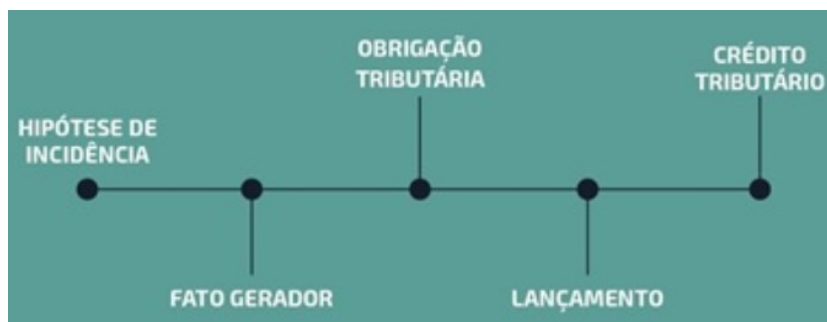 HIPÓTESE DE
INCIDÊNCIA
FATO GERADOR
OBRIGAÇÃO
TRIBUTÁRIA
LANÇAMENTO
CRÉDITO
TRIBUTÁRIO